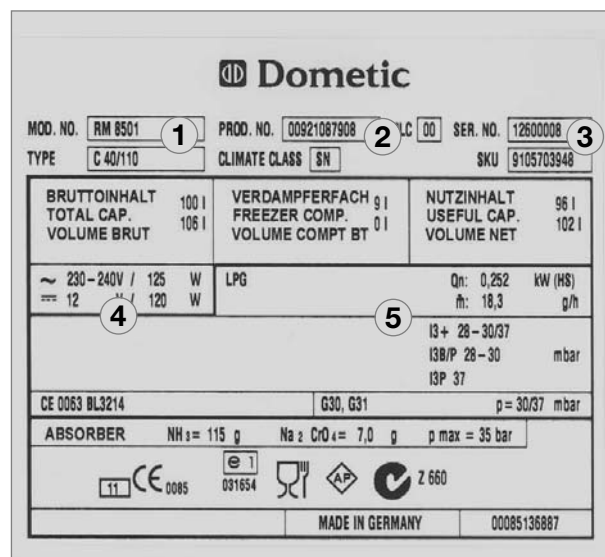 Dometic
MOD. NO. RM 8501 1 PROD. NO. 00921087908 2 LC 00 SER. NO. 12600008 3
TYPE C 40/110 CLIMATE CLASS SN SKU 9105703948
BRUTTOINHALT 100 l
TOTAL CAP. 106 l
VOLUME BRUT
VERDAMPFERFACH 9 l
FREEZER COMP. 0 l
VOLUME COMPT BT
NUTZINHALT 96 l
USEFUL CAP. 102 l
VOLUME NET
~ 230-240V / 125 W
⎓ 12 V / 120 W
4
LPG Qn: 0,252 kW (HS)
ṁ: 18,3 g/h
5
I3+ 28-30/37
I3B/P 28-30 mbar
I3P 37
CE 0063 BL3214 G30, G31 p= 30/37 mbar
ABSORBER NH3= 115 g Na2 CrO4= 7,0 g p max = 35 bar
11 CE 0085 e 1 031654 AP Z 660
MADE IN GERMANY 00085136887